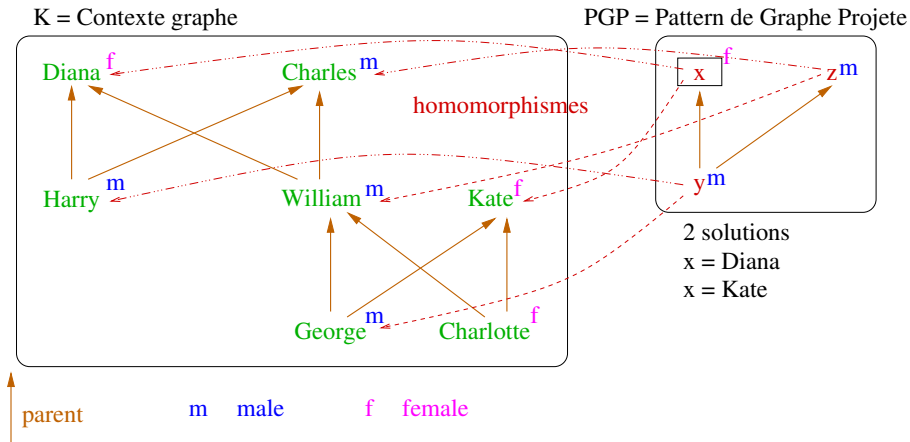 K = Contexte graphe
PGP = Pattern de Graphe Projete
Diana f
Charles m
x f
z m
homomorphismes
Harry m
William m
Kate f
y m
2 solutions
x = Diana
x = Kate
George m
Charlotte f
parent
m male
f female